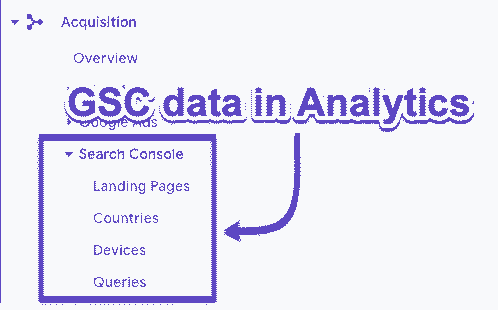 Acquisition
Overview
GSC data in Analytics
Google Ads
Search Console
Landing Pages
Countries
Devices
Queries